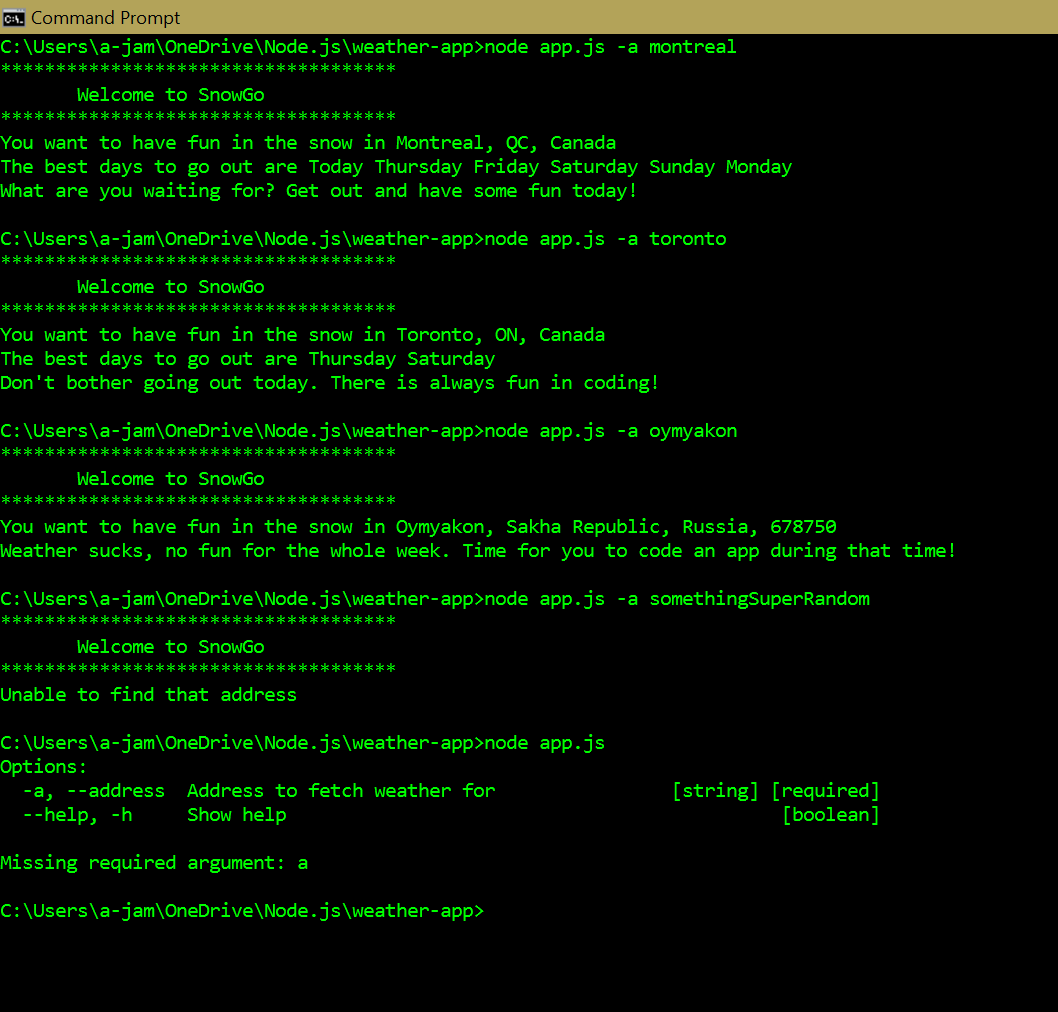 Command Prompt
C:\Users\a-jam\OneDrive\Node.js\weather-app>node app.js -a montreal
************************************
       Welcome to SnowGo
************************************
You want to have fun in the snow in Montreal, QC, Canada
The best days to go out are Today Thursday Friday Saturday Sunday Monday
What are you waiting for? Get out and have some fun today!
C:\Users\a-jam\OneDrive\Node.js\weather-app>node app.js -a toronto
************************************
       Welcome to SnowGo
************************************
You want to have fun in the snow in Toronto, ON, Canada
The best days to go out are Thursday Saturday
Don't bother going out today. There is always fun in coding!
C:\Users\a-jam\OneDrive\Node.js\weather-app>node app.js -a oymyakon
************************************
       Welcome to SnowGo
************************************
You want to have fun in the snow in Oymyakon, Sakha Republic, Russia, 678750
Weather sucks, no fun for the whole week. Time for you to code an app during that time!
C:\Users\a-jam\OneDrive\Node.js\weather-app>node app.js -a somethingSuperRandom
************************************
       Welcome to SnowGo
************************************
Unable to find that address
C:\Users\a-jam\OneDrive\Node.js\weather-app>node app.js
Options:
  -a, --address  Address to fetch weather for                [string] [required]
  --help, -h     Show help                                             [boolean]
Missing required argument: a
C:\Users\a-jam\OneDrive\Node.js\weather-app>